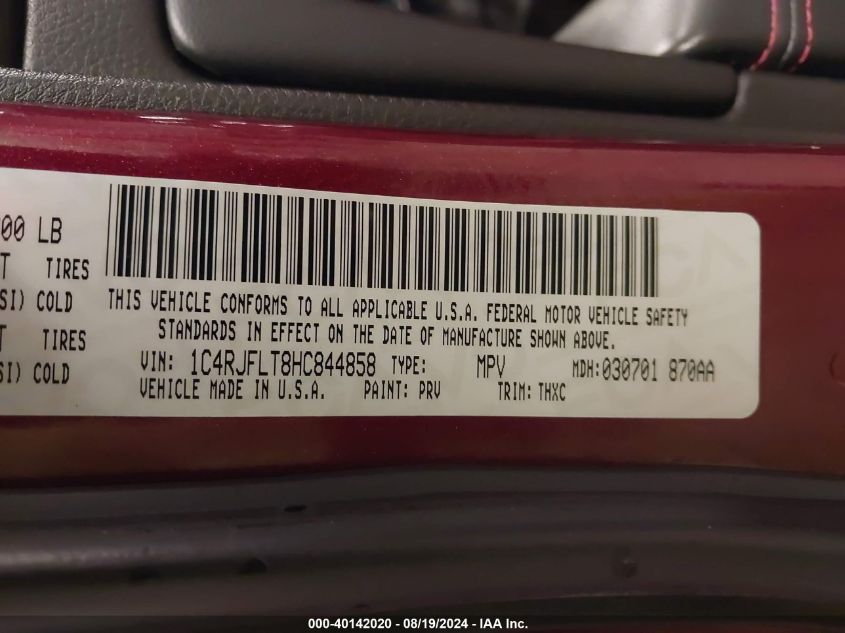 00 LB
T TIRES
SI) COLD
THIS VEHICLE CONFORMS TO ALL APPLICABLE U.S.A. FEDERAL MOTOR VEHICLE SAFETY
STANDARDS IN EFFECT ON THE DATE OF MANUFACTURE SHOWN ABOVE.
T TIRES
SI) COLD
VIN: 1C4RJFLT8HC844858 TYPE: MPV MDH:030701 870AA
VEHICLE MADE IN U.S.A. PAINT: PRV TRIM: THXC
000-40142020 - 08/19/2024 - IAA Inc.